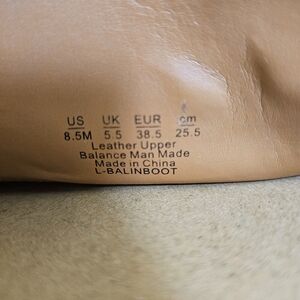 US UK EUR cm
8.5M 5.5 38.5 25.5
Leather Upper
Balance Man Made
Made in China
L-BALINBOOT